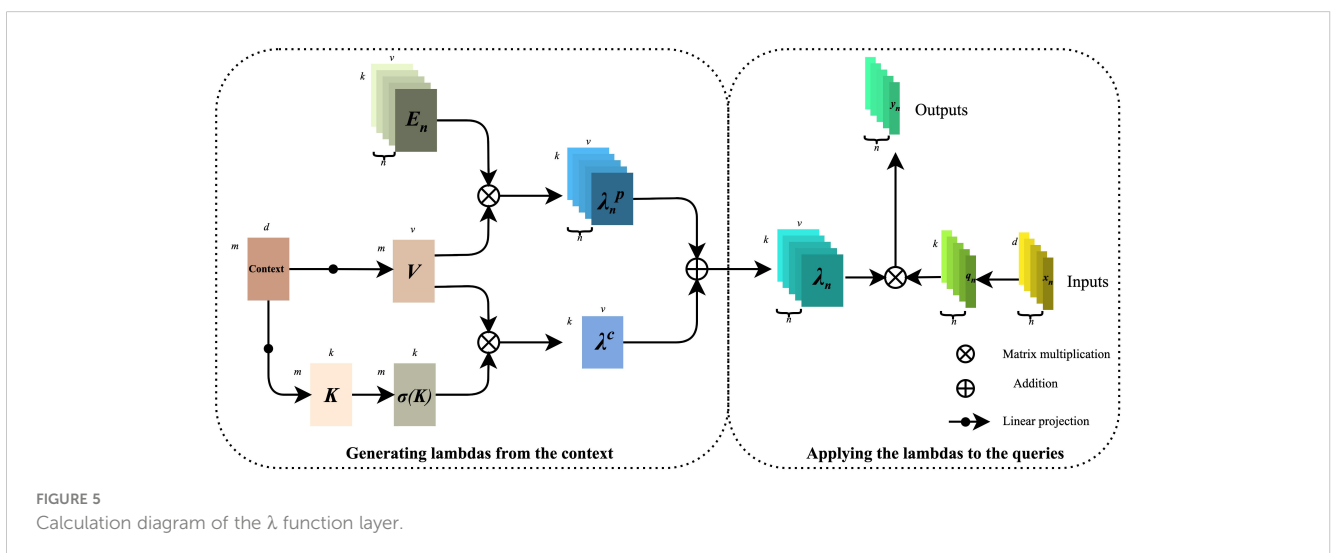 v
k
E_n
n
v
k
λ_n^p
n
d
m
Context
v
m
V
k
m
K
k
m
σ(K)
v
k
λ^c
Generating lambdas from the context
y_n
n
Outputs
v
k
λ_n
n
k
q_n
n
d
x_n
n
Inputs
Matrix multiplication
Addition
Linear projection
Applying the lambdas to the queries
FIGURE 5
Calculation diagram of the λ function layer.